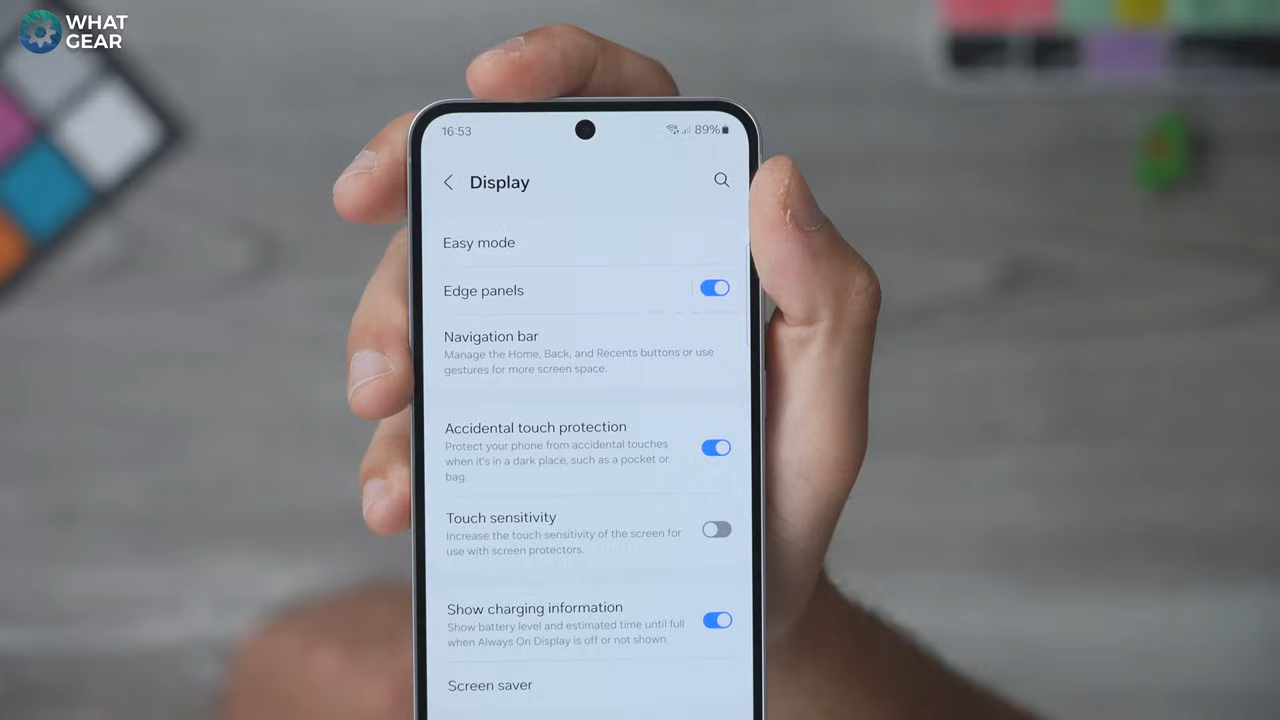 WHAT
GEAR
16:53
89%
Display
Easy mode
Edge panels
Navigation bar
Manage the Home, Back, and Recents buttons or use
gestures for more screen space.
Accidental touch protection
Protect your phone from accidental touches
when it's in a dark place, such as a pocket or
bag.
Touch sensitivity
Increase the touch sensitivity of the screen for
use with screen protectors.
Show charging information
Show battery level and estimated time until full
when Always On Display is off or not shown.
Screen saver